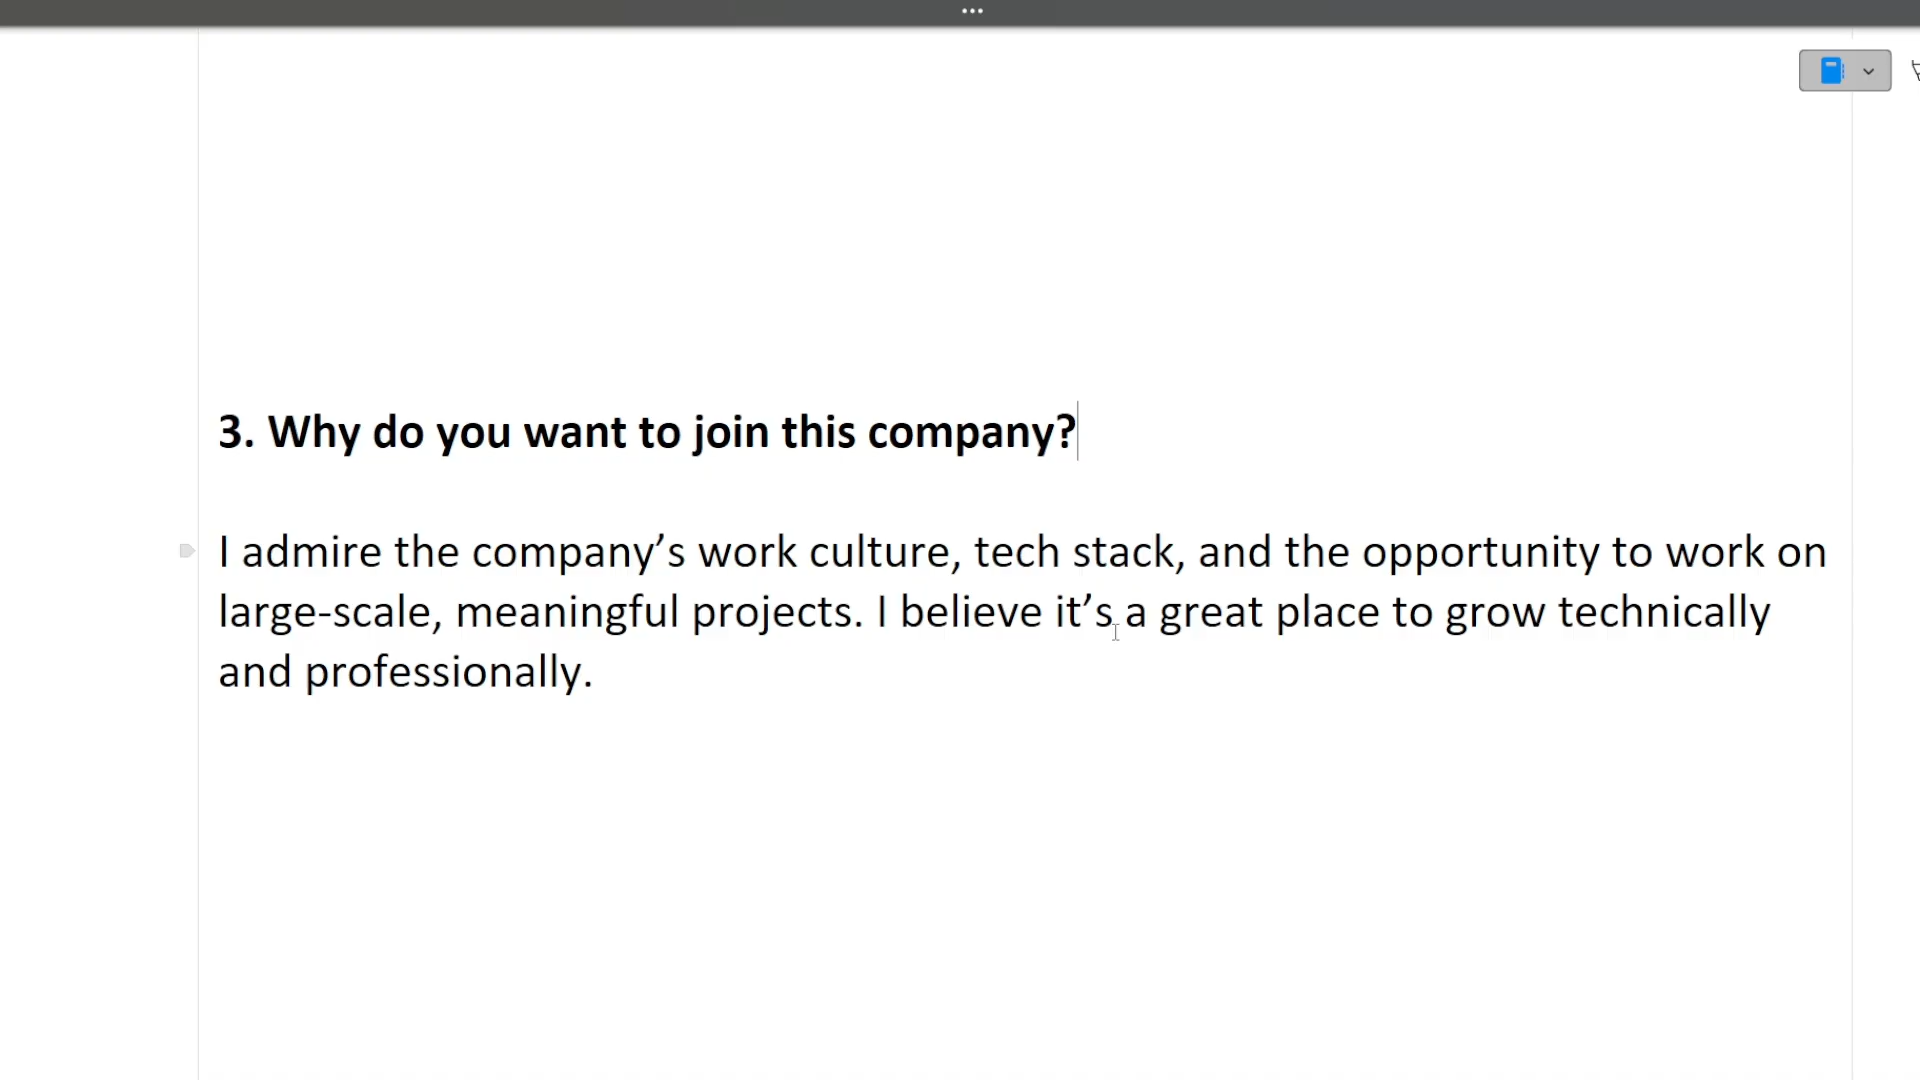 3. Why do you want to join this company?
I admire the company’s work culture, tech stack, and the opportunity to work on
large-scale, meaningful projects. I believe it’s a great place to grow technically
and professionally.